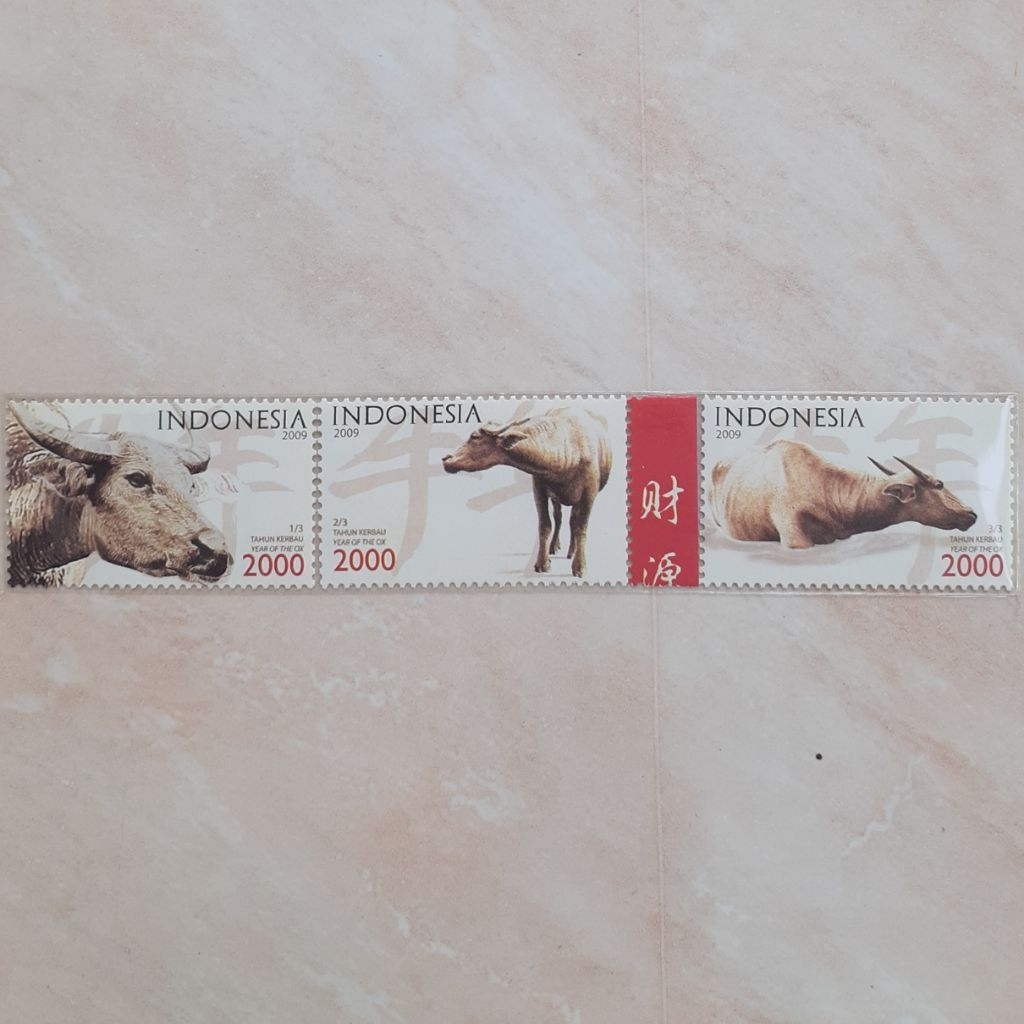 INDONESIA
2009
1/3
TAHUN KERBAU
YEAR OF THE OX
2000
INDONESIA
2009
2/3
TAHUN KERBAU
YEAR OF THE OX
2000
财
源
INDONESIA
2009
3/3
TAHUN KERBAU
YEAR OF THE OX
2000